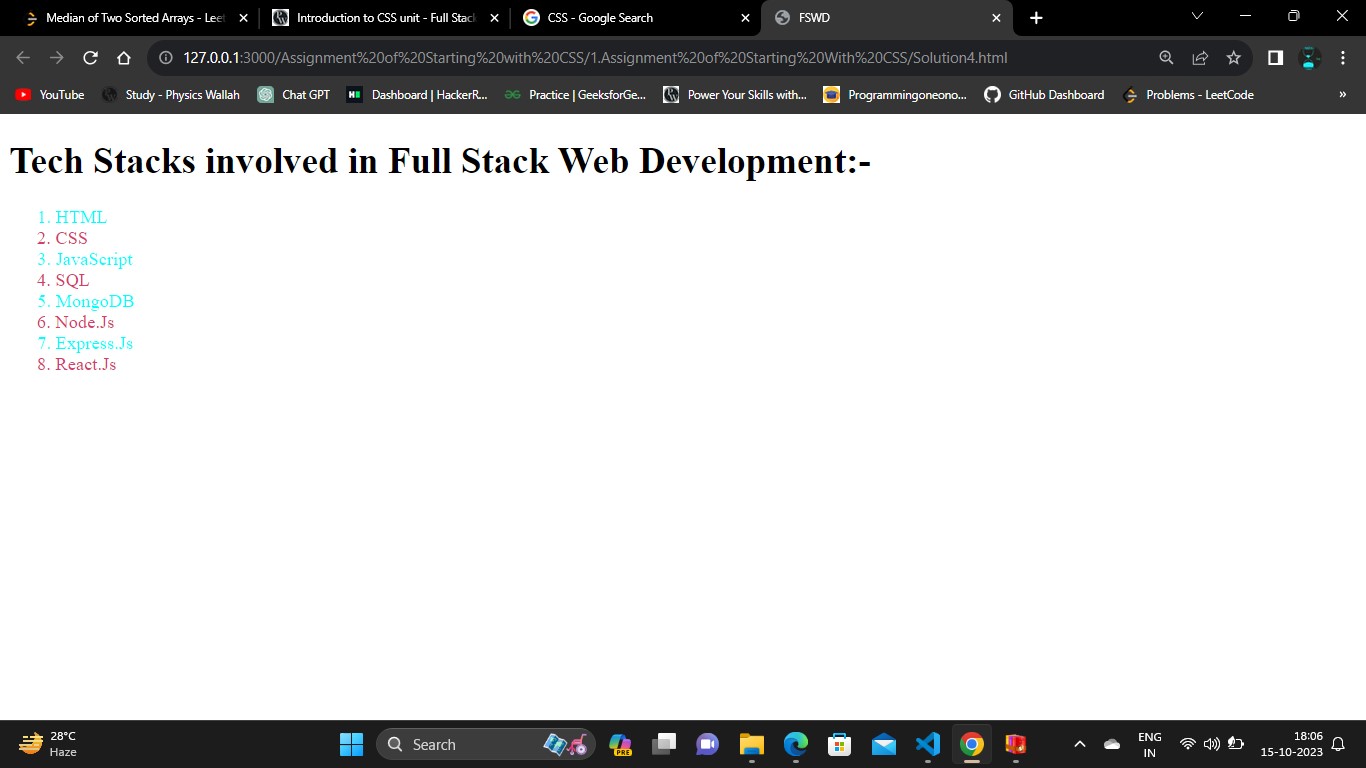 Median of Two Sorted Arrays - Leet
Introduction to CSS unit - Full Stack
CSS - Google Search
FSWD
127.0.0.1:3000/Assignment%20of%20Starting%20with%20CSS/1.Assignment%20of%20Starting%20With%20CSS/Solution4.html
YouTube
Study - Physics Wallah
Chat GPT
Dashboard | HackerR...
Practice | GeeksforGe...
Power Your Skills with...
Programmingoneono...
GitHub Dashboard
Problems - LeetCode
»
Tech Stacks involved in Full Stack Web Development:-
1. HTML
2. CSS
3. JavaScript
4. SQL
5. MongoDB
6. Node.Js
7. Express.Js
8. React.Js
28°C
Haze
Search
PRE
ENG
IN
18:06
15-10-2023